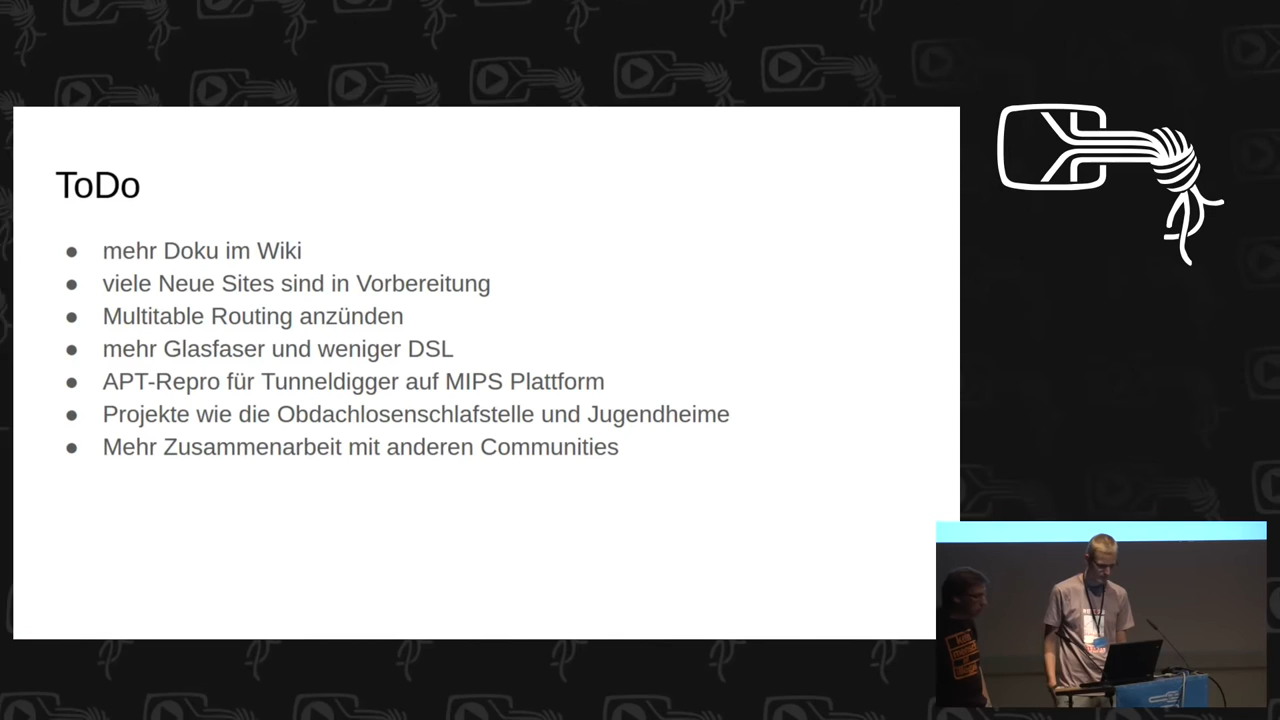 ToDo
● mehr Doku im Wiki
● viele Neue Sites sind in Vorbereitung
● Multitable Routing anzünden
● mehr Glasfaser und weniger DSL
● APT-Repro für Tunneldigger auf MIPS Plattform
● Projekte wie die Obdachlosenschlafstelle und Jugendheime
● Mehr Zusammenarbeit mit anderen Communities